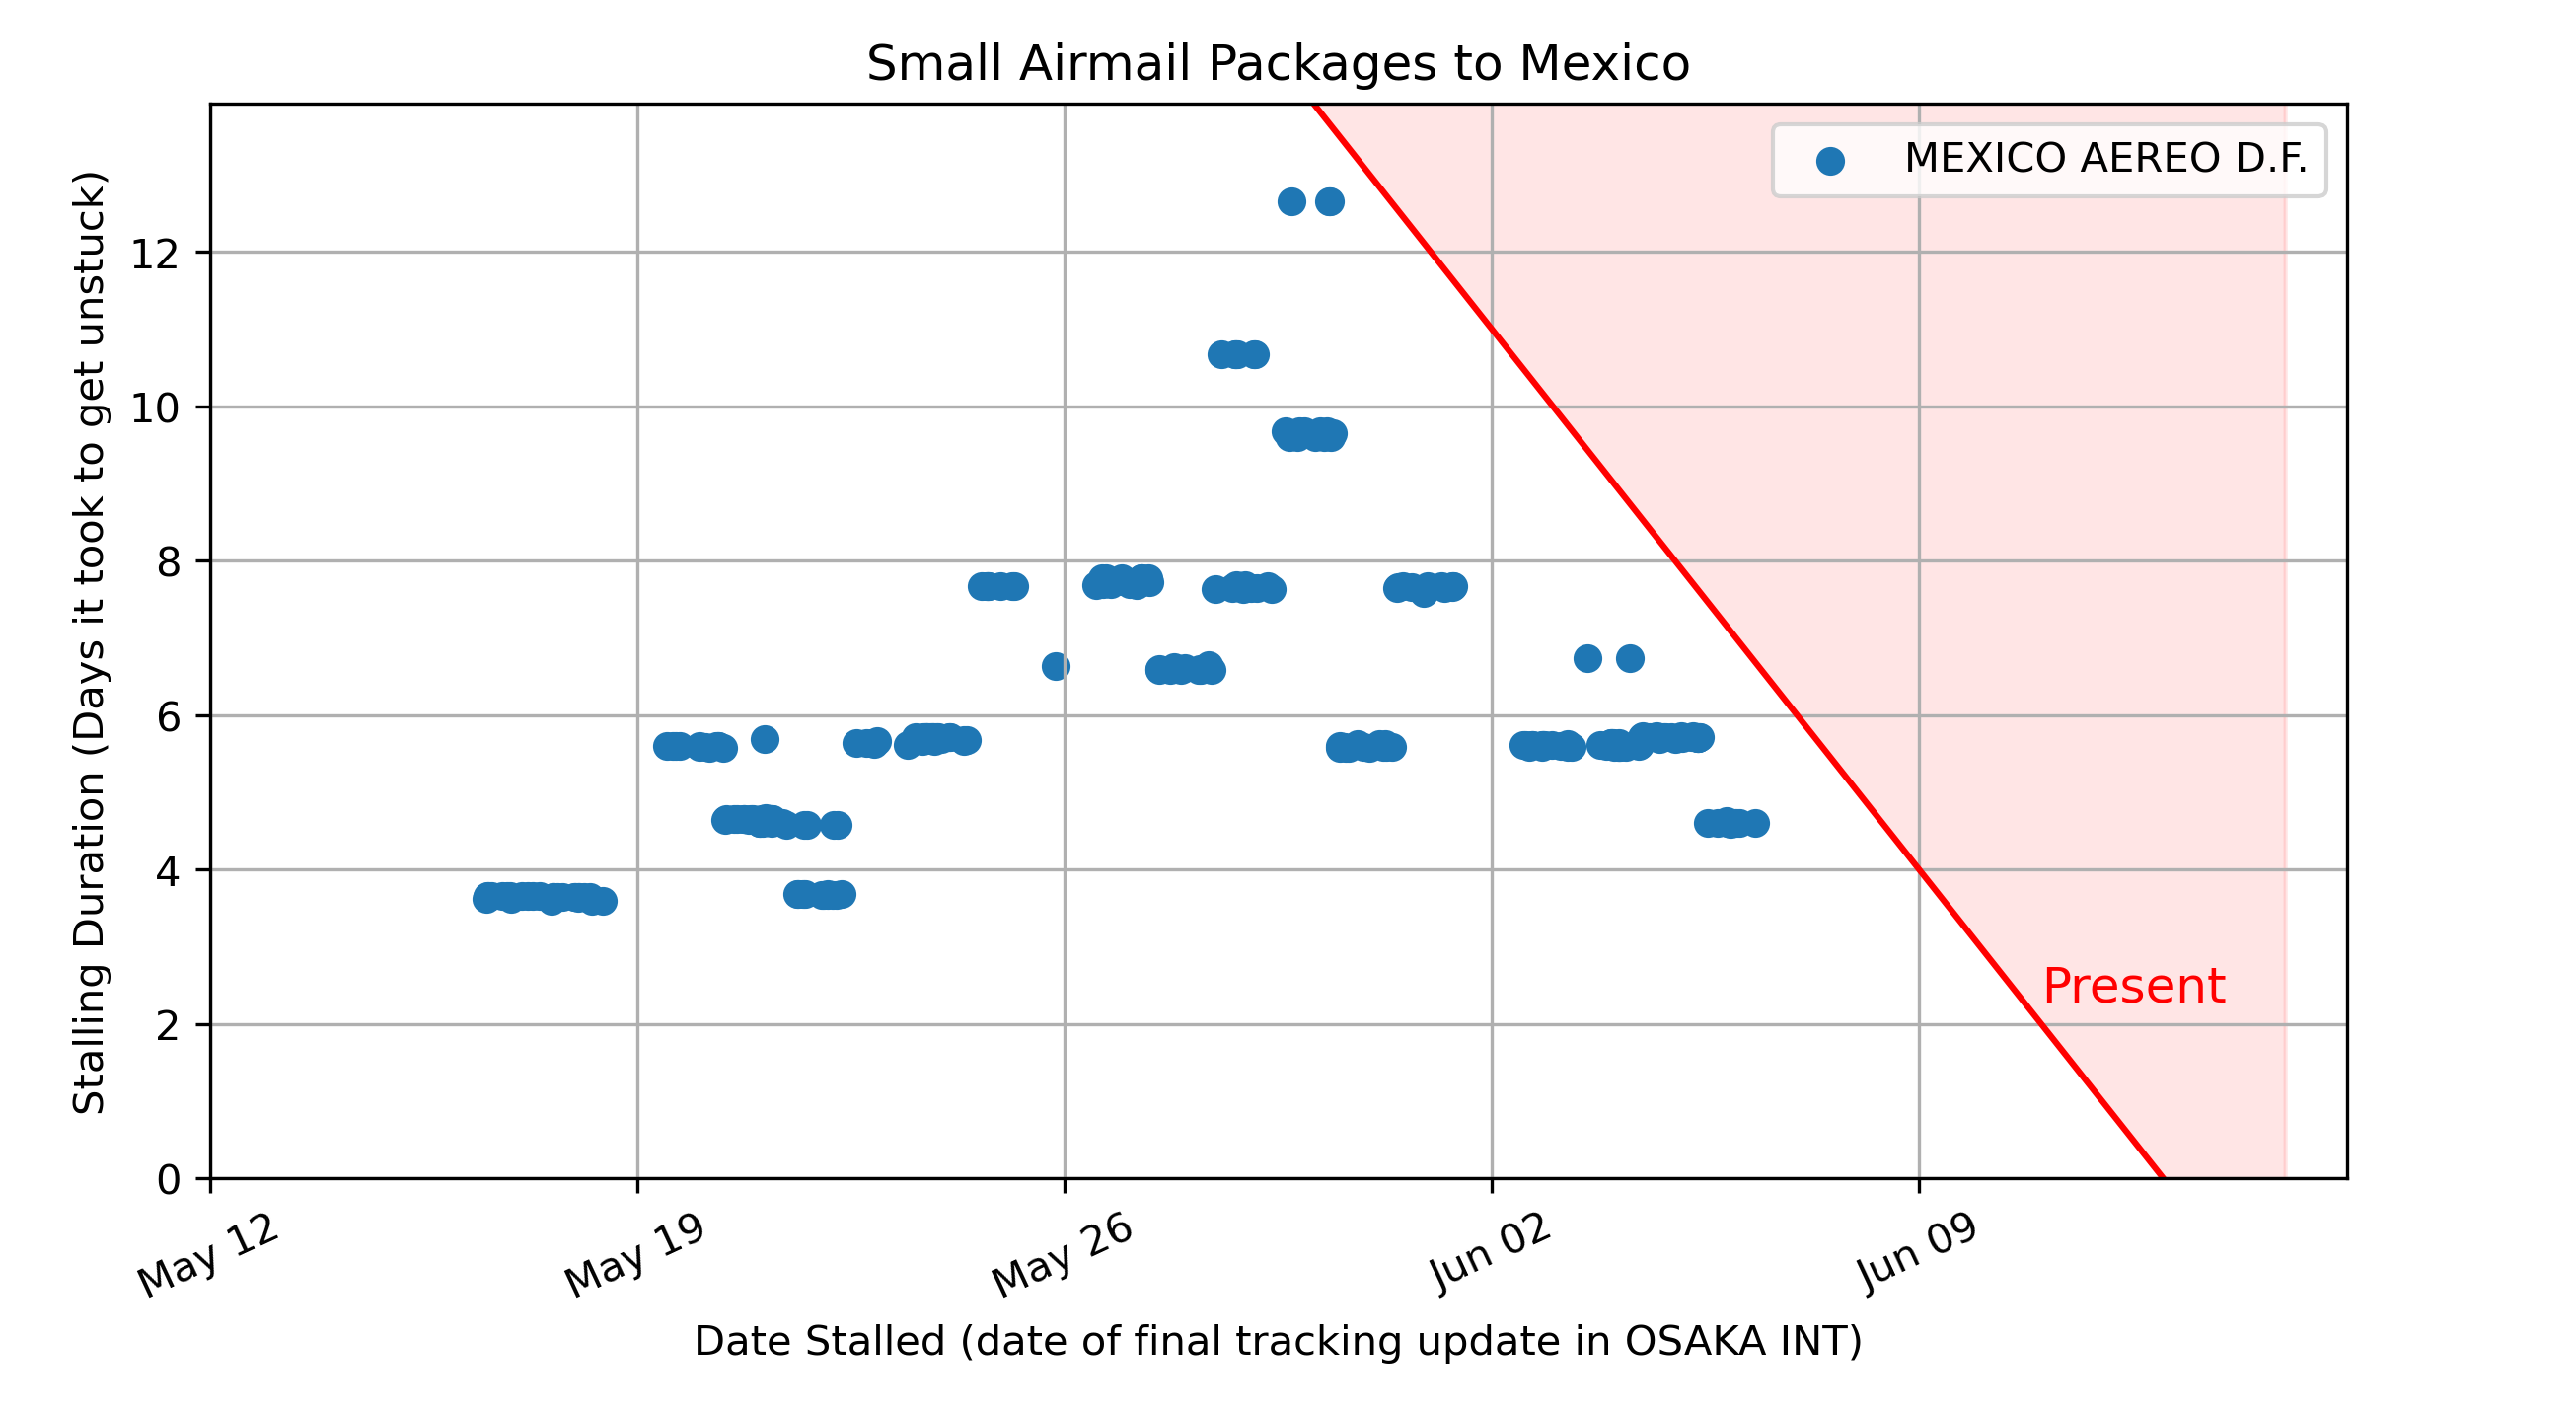 Small Airmail Packages to Mexico
MEXICO AEREO D.F.
Stalling Duration (Days it took to get unstuck)
12
10
8
6
4
2
0
Present
May 12
May 19
May 26
Jun 02
Jun 09
Date Stalled (date of final tracking update in OSAKA INT)